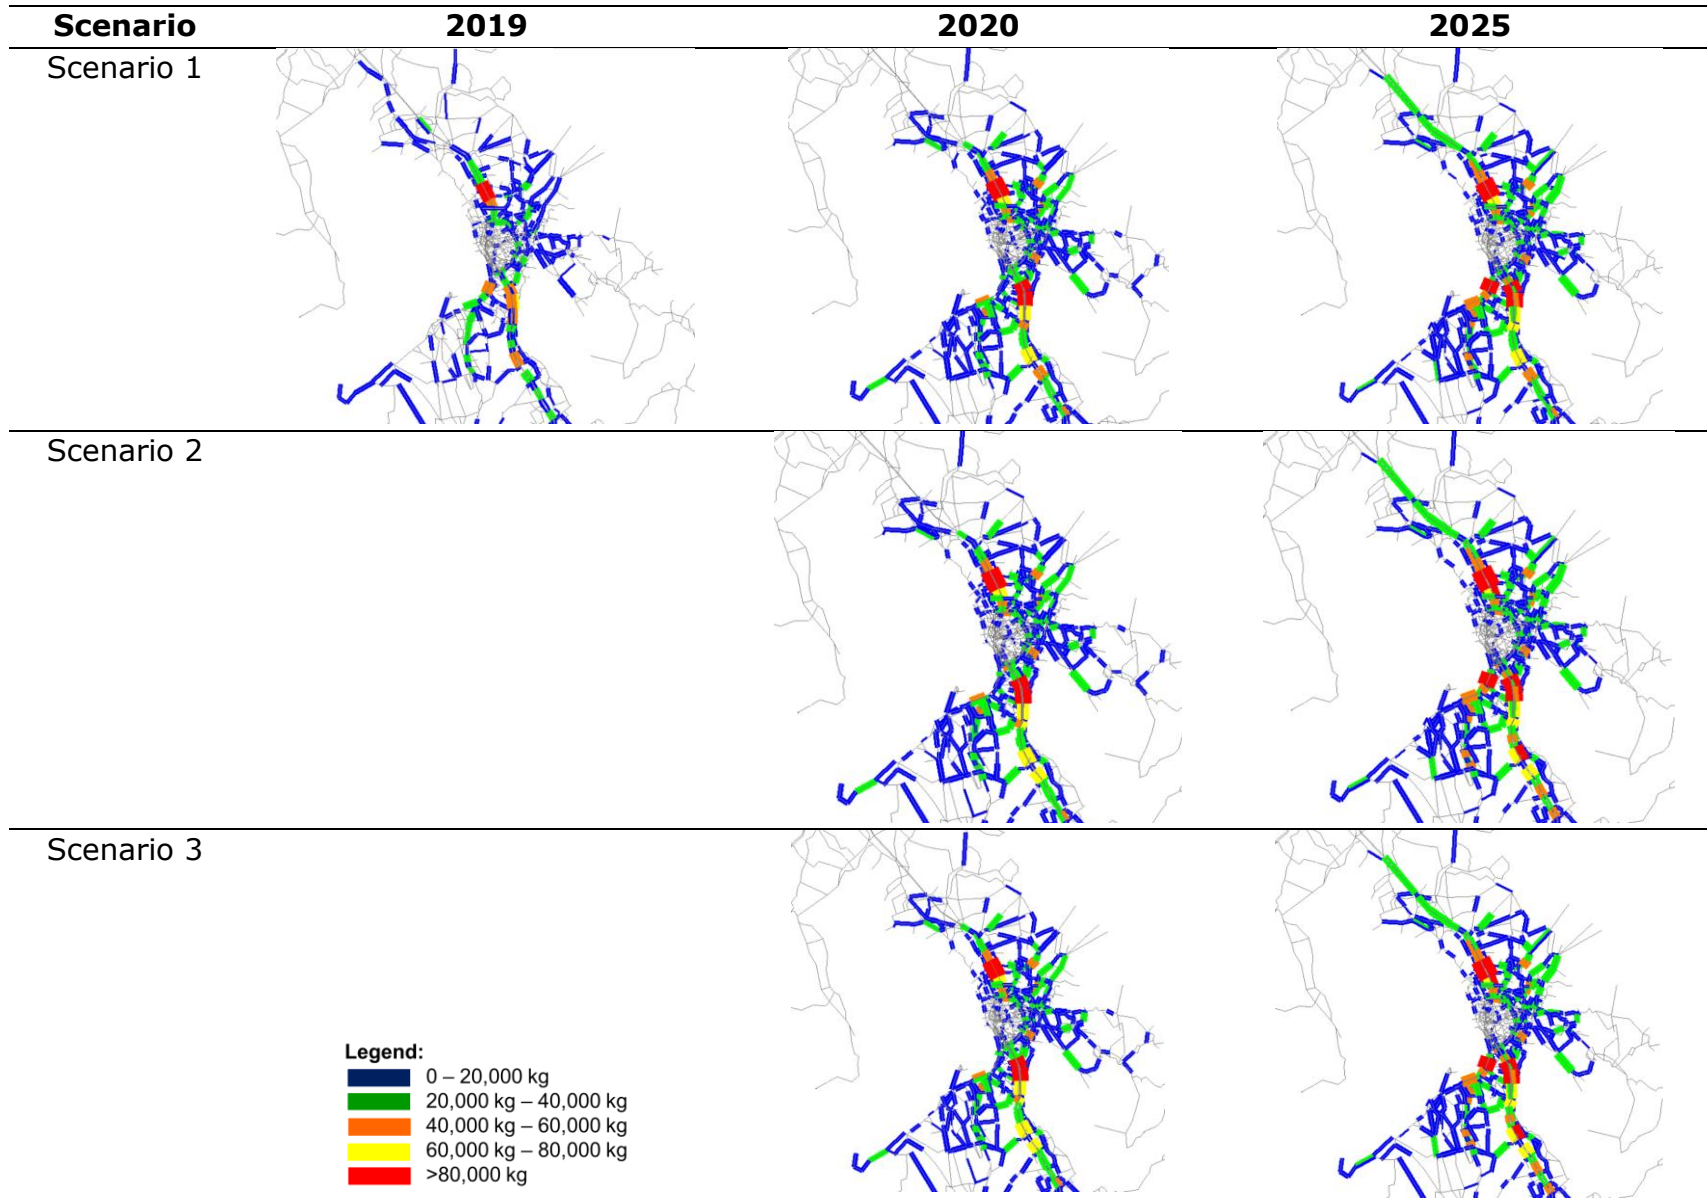 Scenario 2019 2020 2025
Scenario 1
Scenario 2
Scenario 3
Legend:
0 – 20,000 kg
20,000 kg – 40,000 kg
40,000 kg – 60,000 kg
60,000 kg – 80,000 kg
>80,000 kg